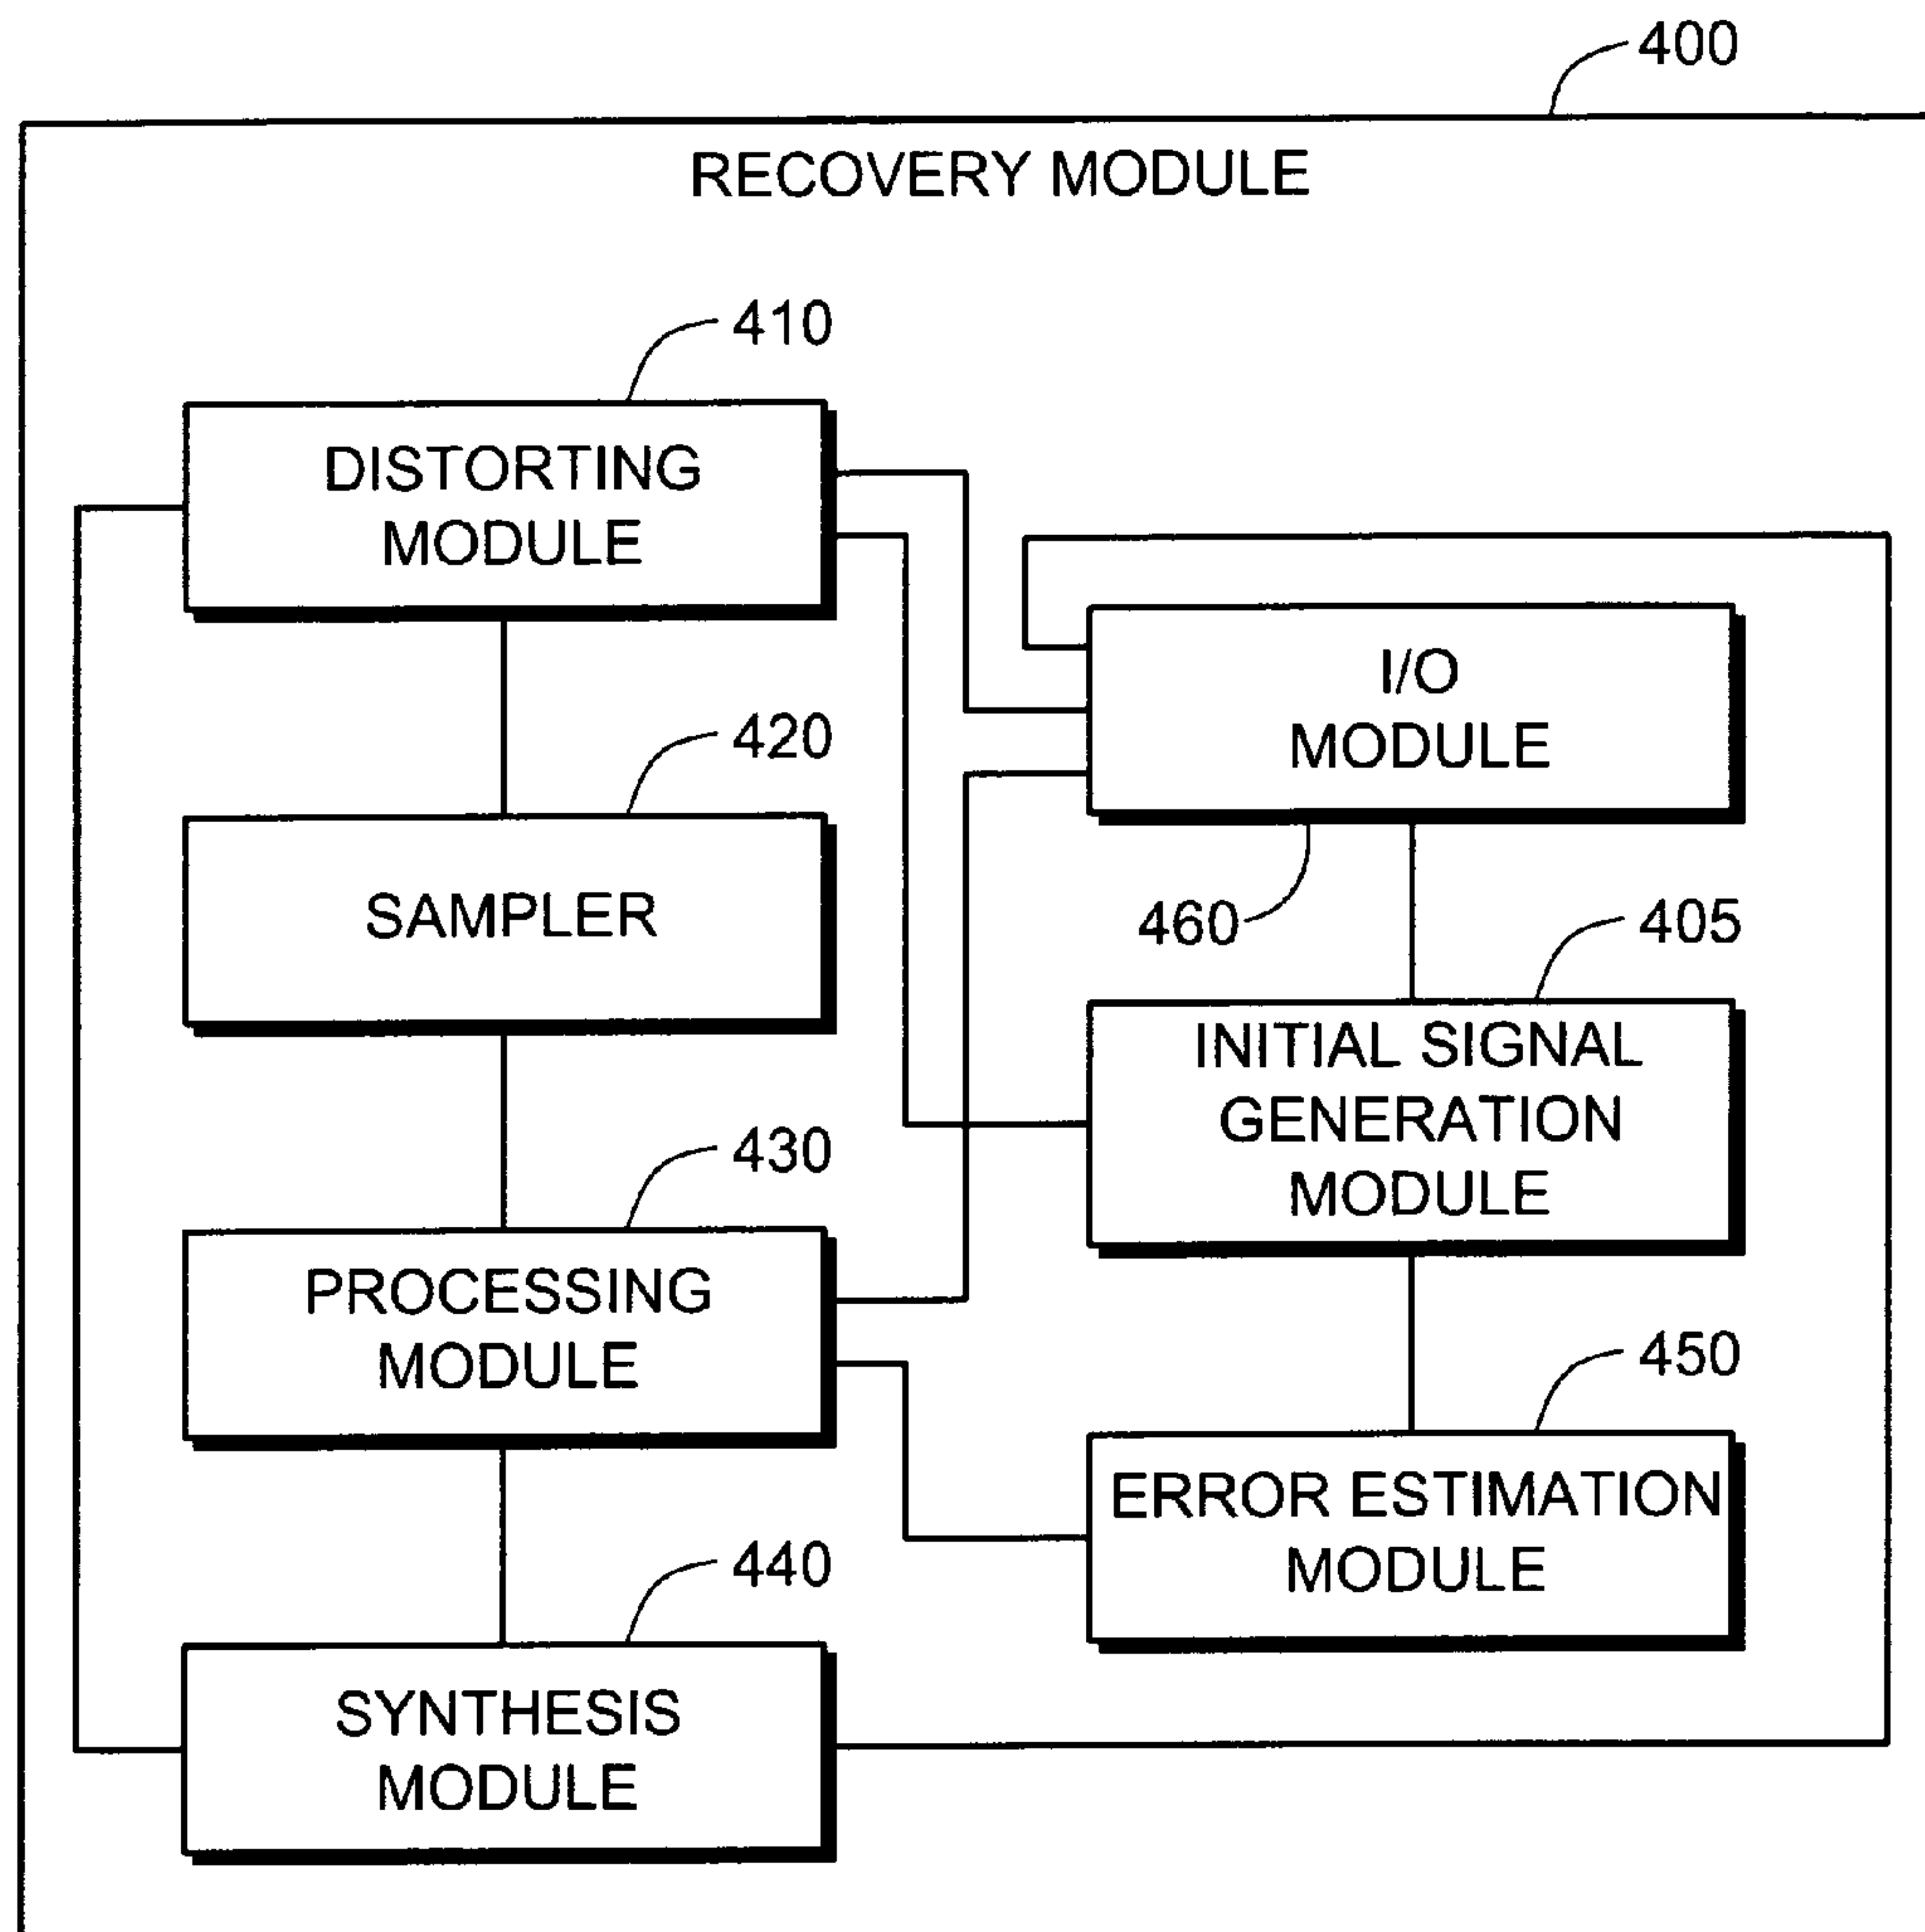 400
RECOVERY MODULE
410
DISTORTING
MODULE
420
SAMPLER
430
PROCESSING
MODULE
440
SYNTHESIS
MODULE
I/O
MODULE
460
405
INITIAL SIGNAL
GENERATION
MODULE
450
ERROR ESTIMATION
MODULE